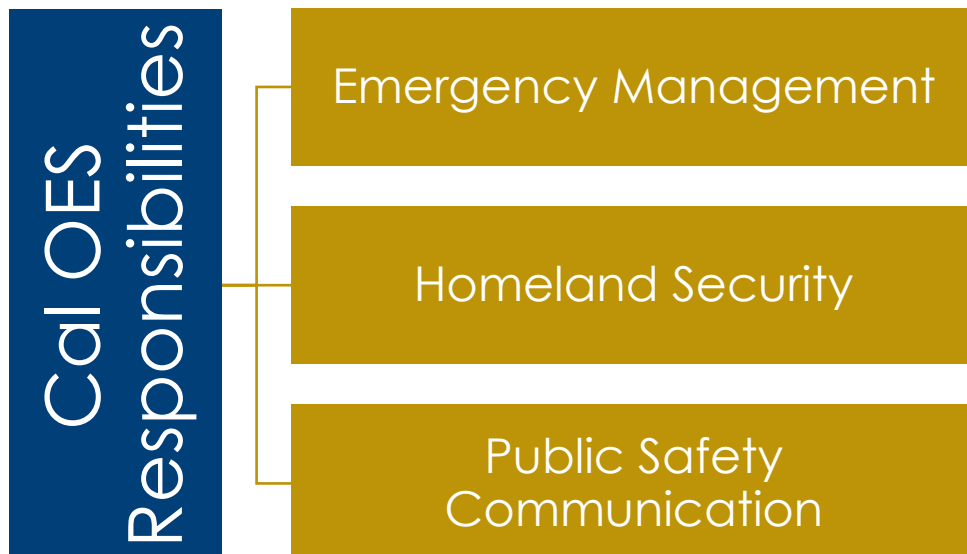 Cal OES
Responsibilities
Emergency Management
Homeland Security
Public Safety
Communication